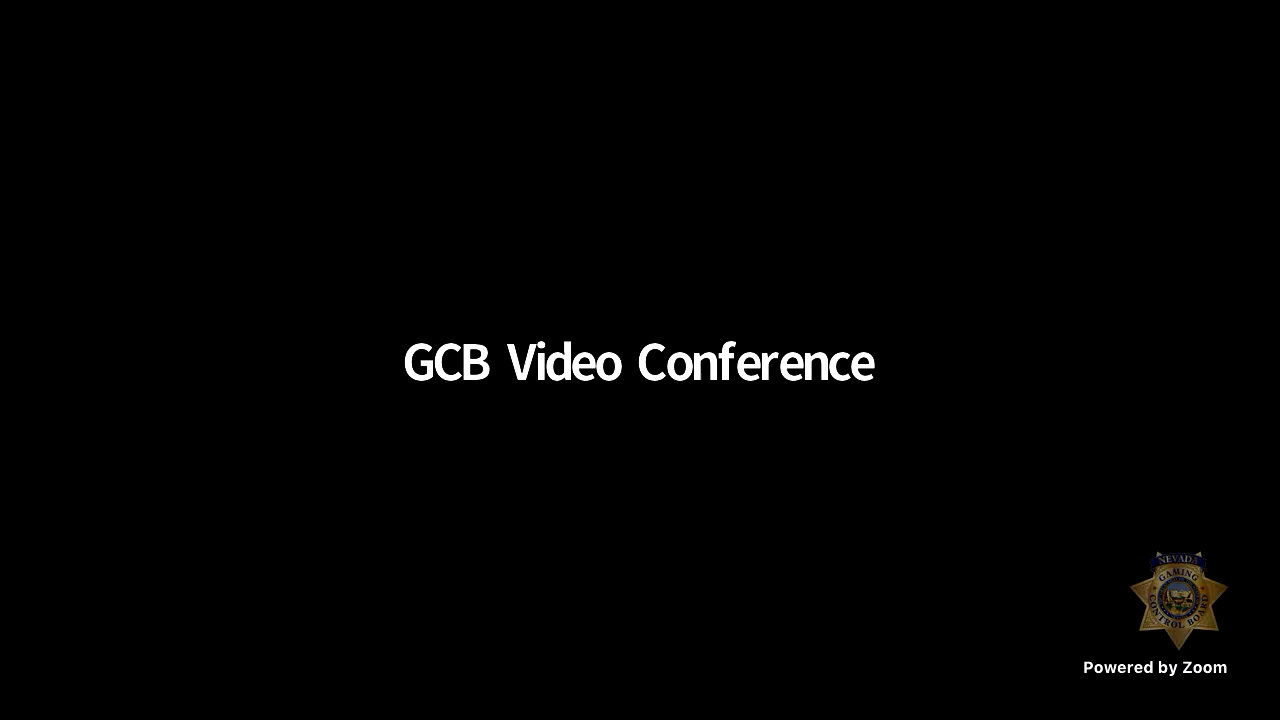 GCB Video Conference
NEVADA
GAMING
CONTROL BOARD
Powered by Zoom